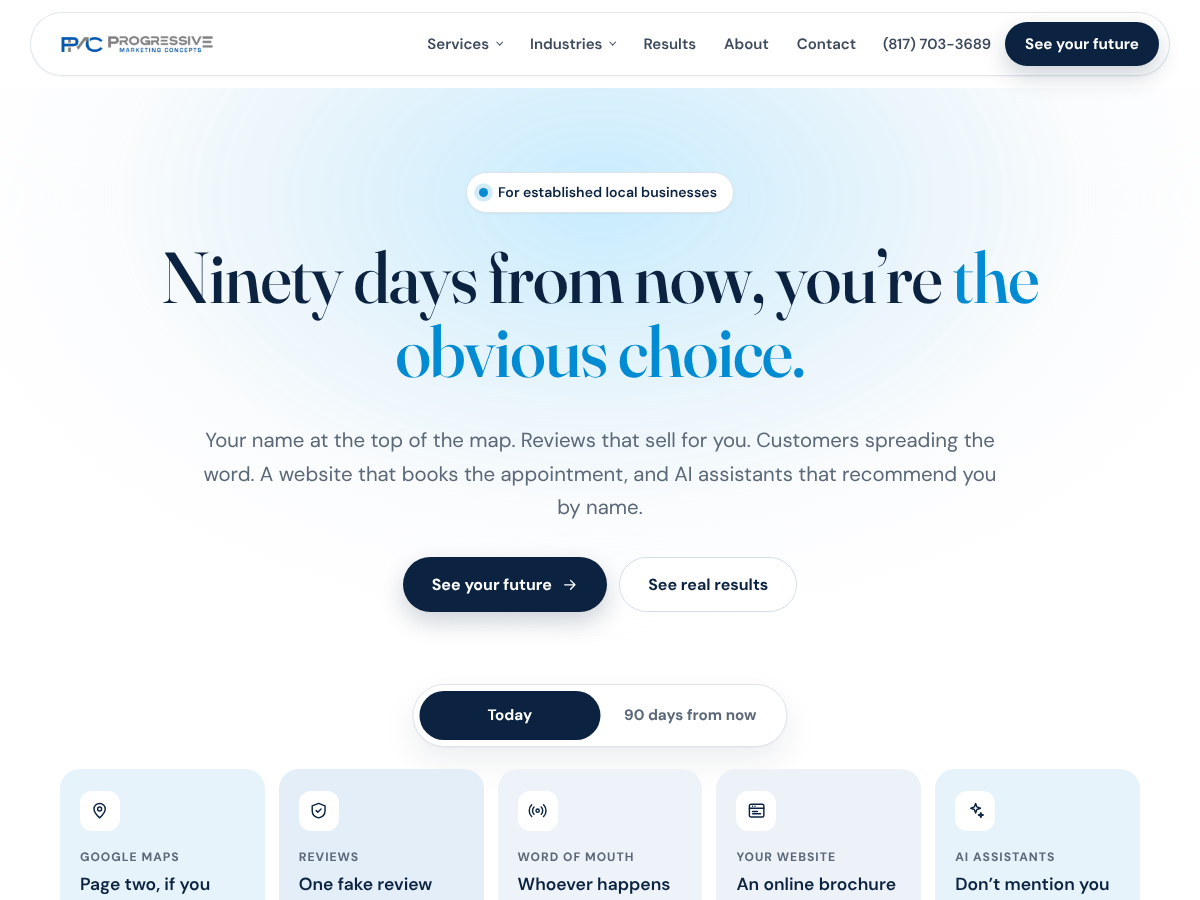 PMC PROGRESSIVE
MARKETING CONCEPTS
Services
Industries
Results
About
Contact
(817) 703-3689
See your future
For established local businesses
Ninety days from now, you’re the
obvious choice.
Your name at the top of the map. Reviews that sell for you. Customers spreading the
word. A website that books the appointment, and AI assistants that recommend you
by name.
See your future →
See real results
Today
90 days from now
GOOGLE MAPS
Page two, if you
REVIEWS
One fake review
WORD OF MOUTH
Whoever happens
YOUR WEBSITE
An online brochure
AI ASSISTANTS
Don’t mention you